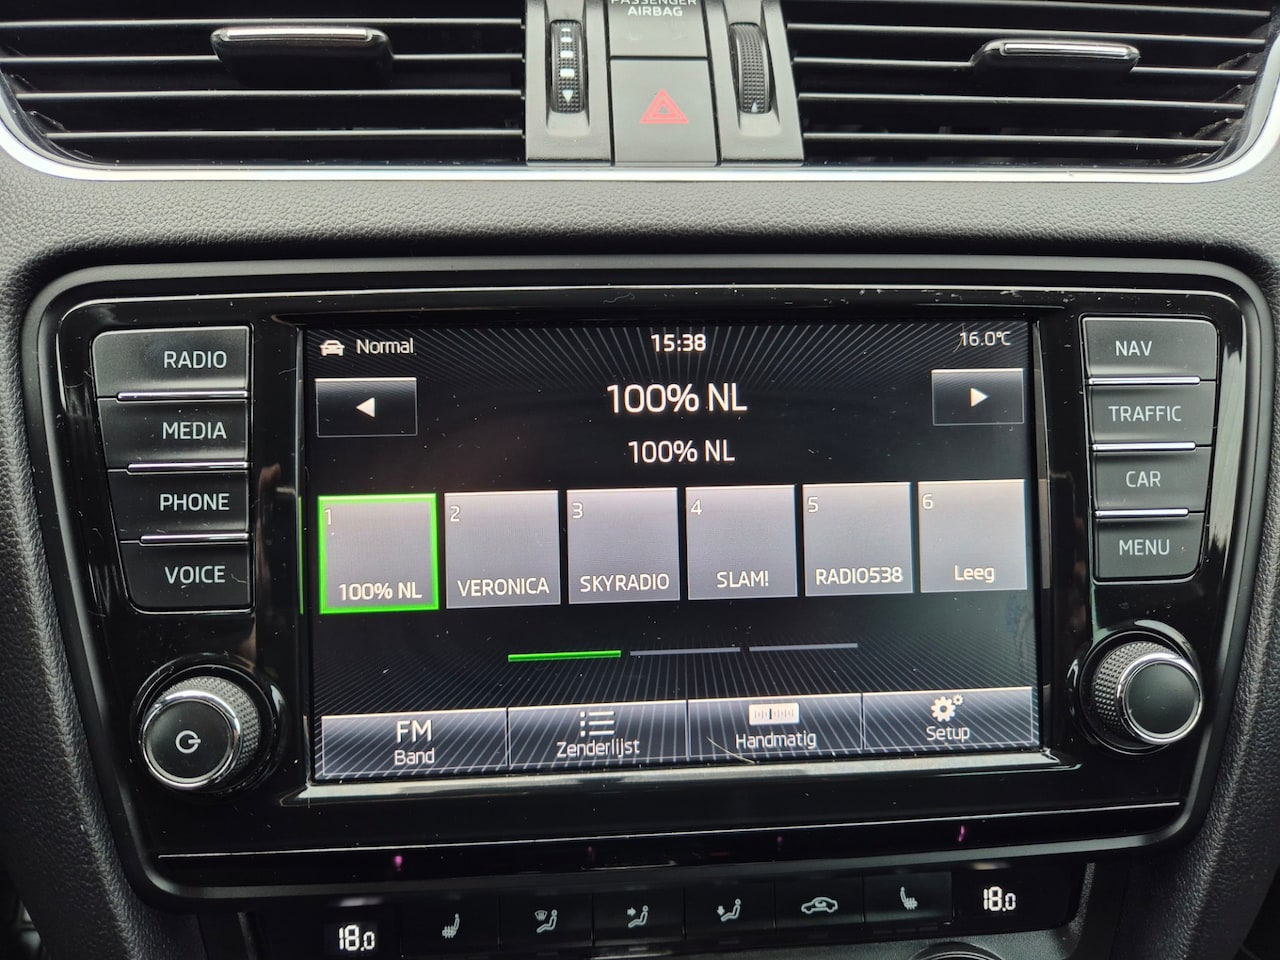 PASSENGER
AIRBAG
RADIO
MEDIA
PHONE
VOICE
Normal
15:38
16.0°C
100% NL
100% NL
1
100% NL
2
VERONICA
3
SKYRADIO
4
SLAM!
5
RADIO538
6
Leeg
FM
Band
Zenderlijst
Handmatig
Setup
NAV
TRAFFIC
CAR
MENU
18.0
18.0